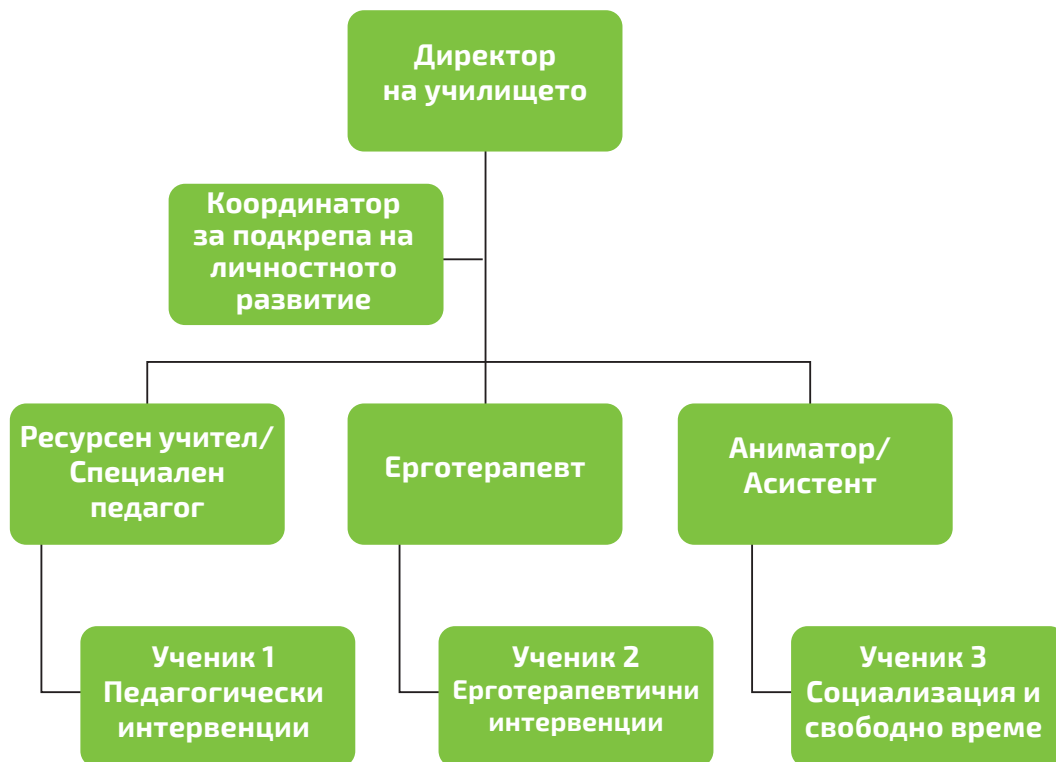 Директор
на училището
Координатор
за подкрепа на
личностното
развитие
Ресурсен учител/
Специален
педагог
Ерготерапевт
Аниматор/
Асистент
Ученик 1
Педагогически
интервенции
Ученик 2
Ерготерапевтични
интервенции
Ученик 3
Социализация и
свободно време